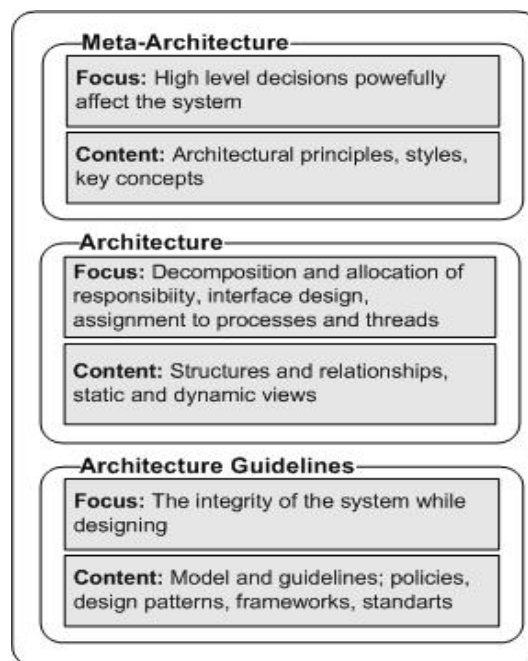 Meta-Architecture
Focus: High level decisions powefully
affect the system
Content: Architectural principles, styles,
key concepts
Architecture
Focus: Decomposition and allocation of
responsibiity, interface design,
assignment to processes and threads
Content: Structures and relationships,
static and dynamic views
Architecture Guidelines
Focus: The integrity of the system while
designing
Content: Model and guidelines; policies,
design patterns, frameworks, standarts